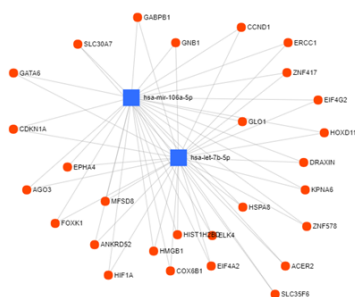 GABPB1
CCND1
SLC30A7
GNB1
ERCC1
GATA6
ZNF417
hsa-mir-106a-5p
EIF4G2
GLO1
CDKN1A
HOXD13
hsa-let-7b-5p
DRAXIN
EPHA4
AGO3
KPNA6
MFSD8
HSPA8
FOXK1
ZNF578
ELK4
ANKRD52
HMGB1
EIF4A2
ACER2
COX6B1
HIF1A
SLC35F6